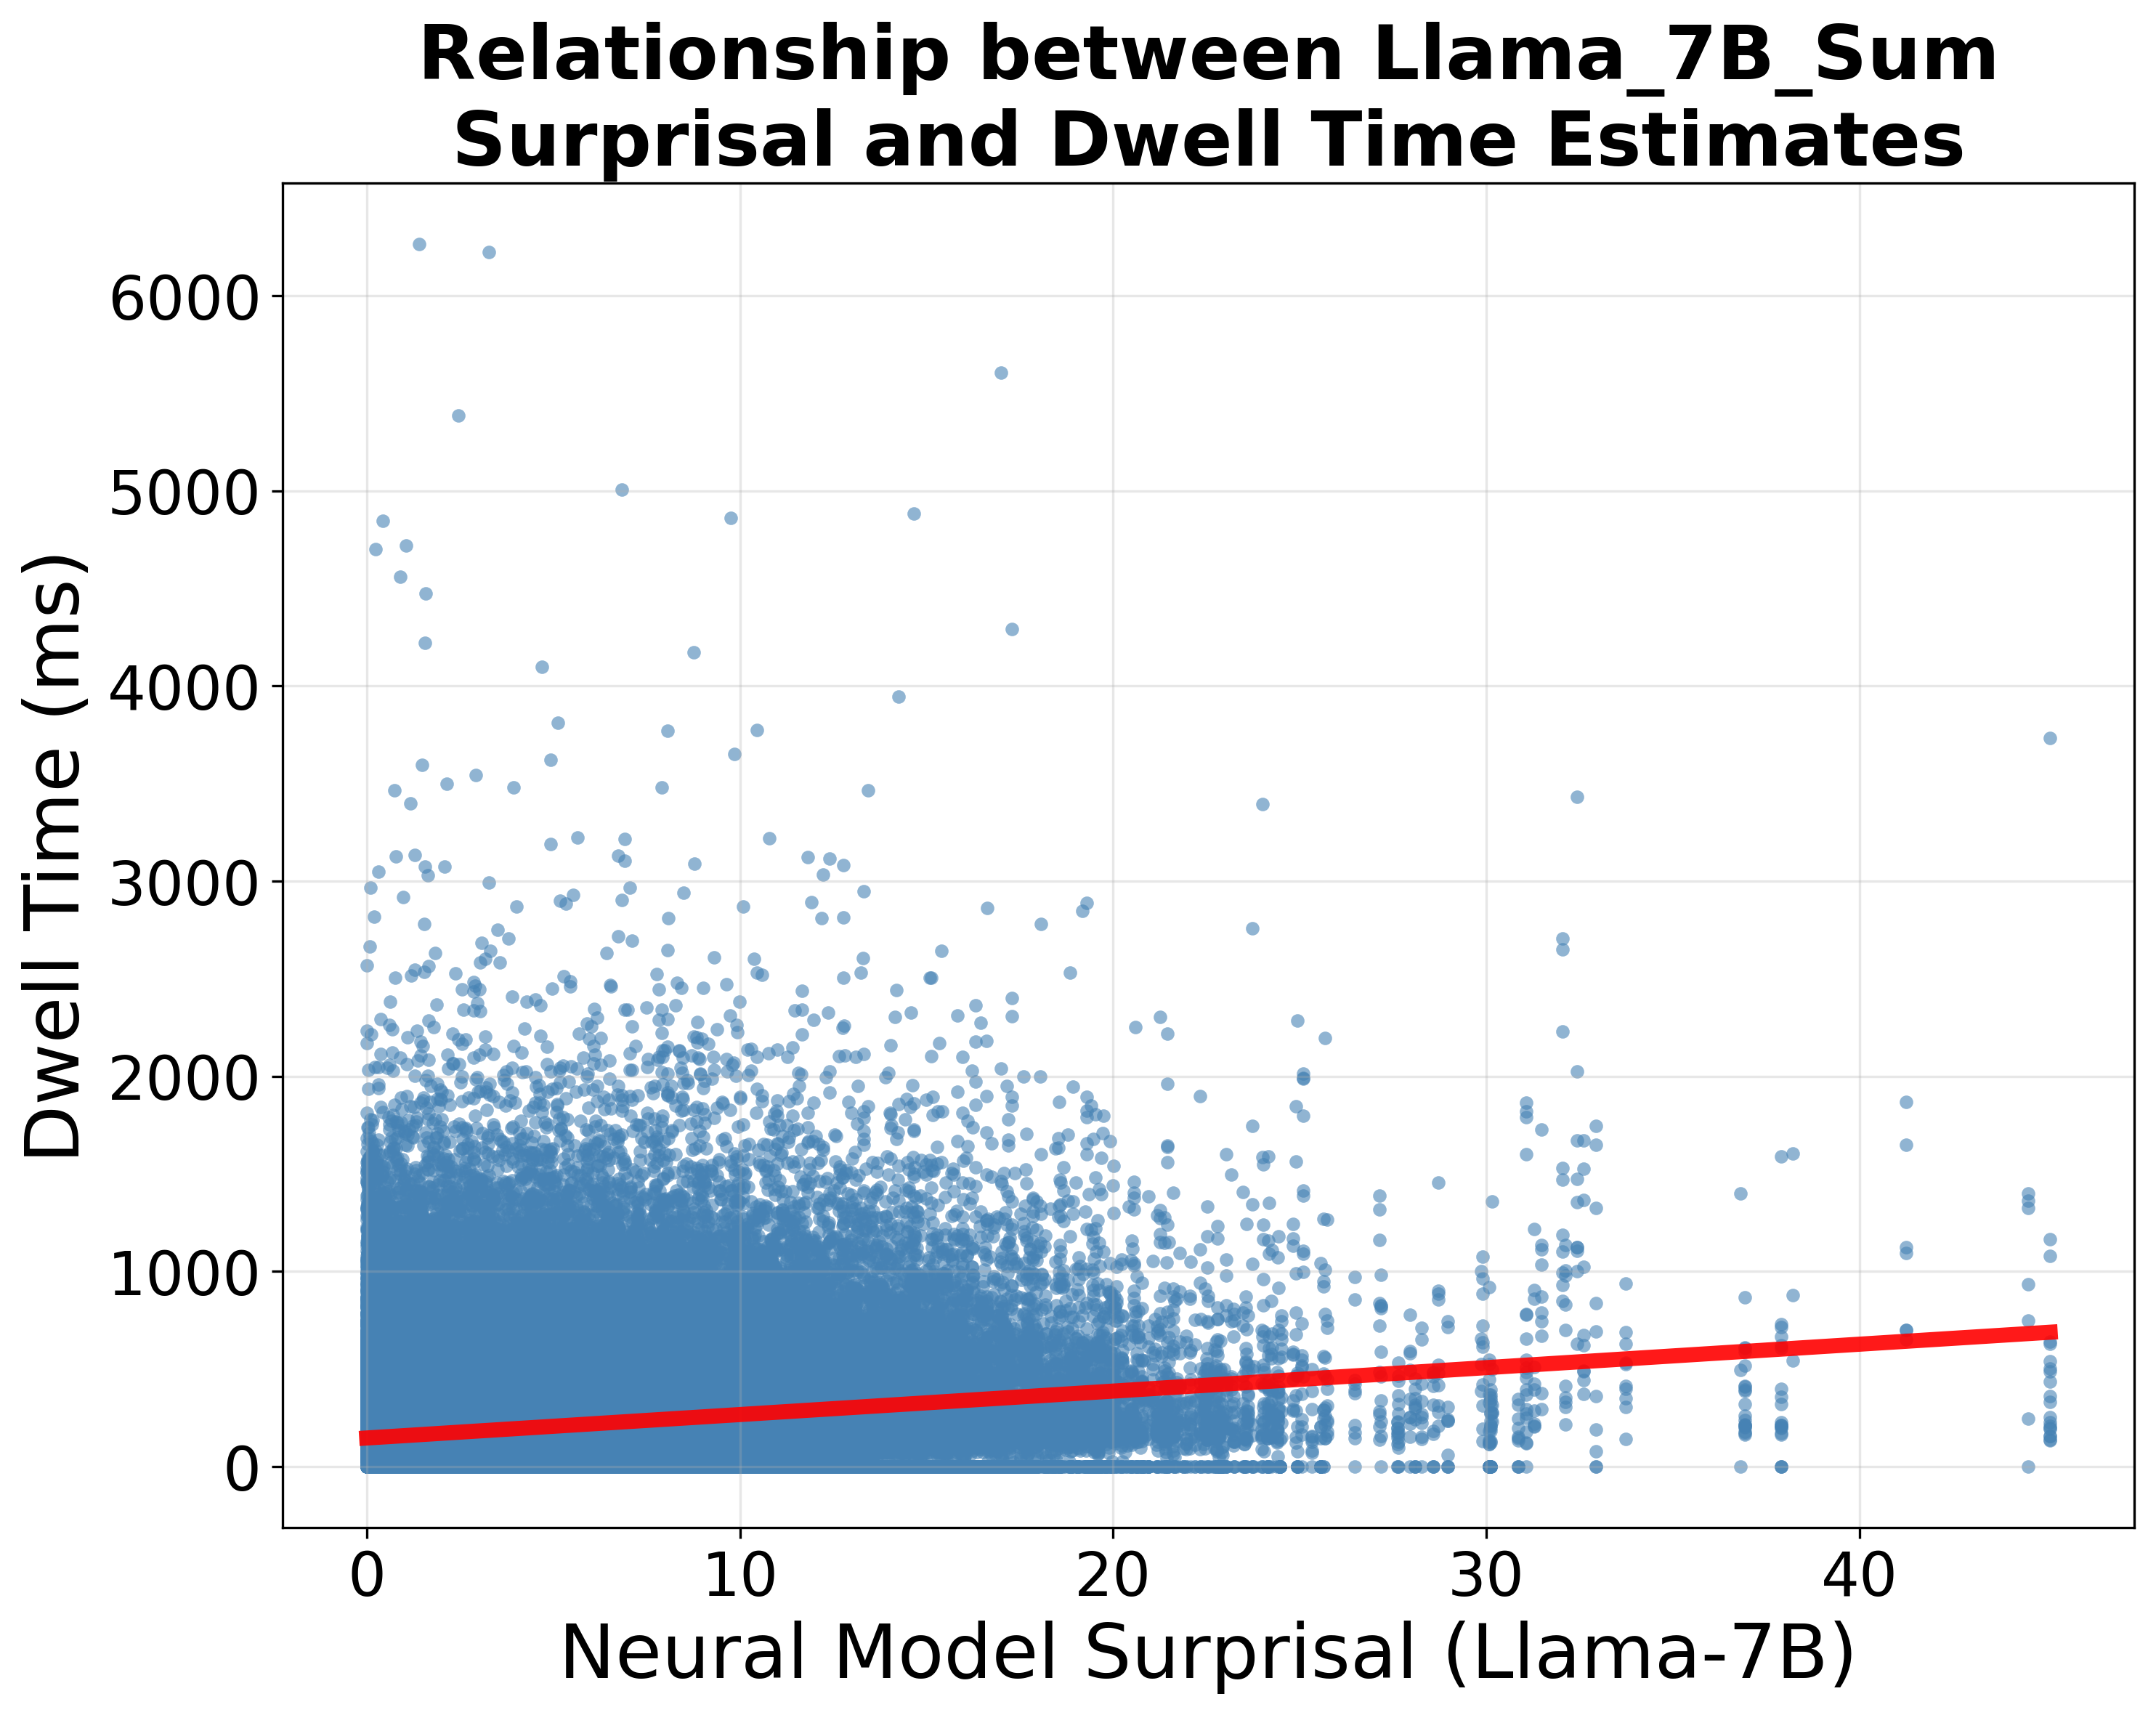 Relationship between Llama_7B_Sum
Surprisal and Dwell Time Estimates
Dwell Time (ms)
6000
5000
4000
3000
2000
1000
0
0 10 20 30 40
Neural Model Surprisal (Llama-7B)